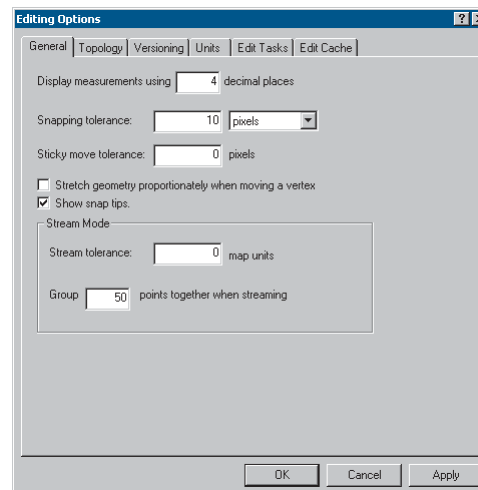 Editing Options
General Topology Versioning Units Edit Tasks Edit Cache
Display measurements using 4 decimal places
Snapping tolerance: 10 pixels
Sticky move tolerance: 0 pixels
Stretch geometry proportionately when moving a vertex
Show snap tips.
Stream Mode
Stream tolerance: 0 map units
Group 50 points together when streaming
OK Cancel Apply